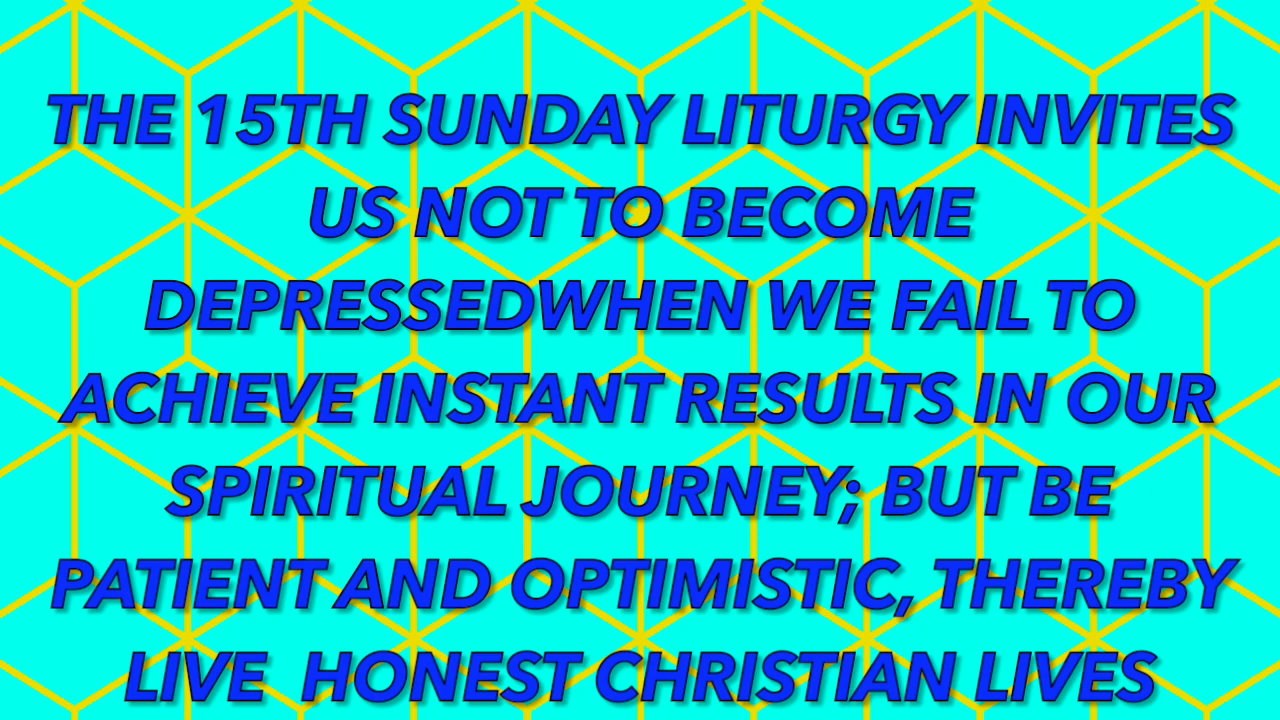 THE 15TH SUNDAY LITURGY INVITES
US NOT TO BECOME
DEPRESSEDWHEN WE FAIL TO
ACHIEVE INSTANT RESULTS IN OUR
SPIRITUAL JOURNEY; BUT BE
PATIENT AND OPTIMISTIC, THEREBY
LIVE  HONEST CHRISTIAN LIVES